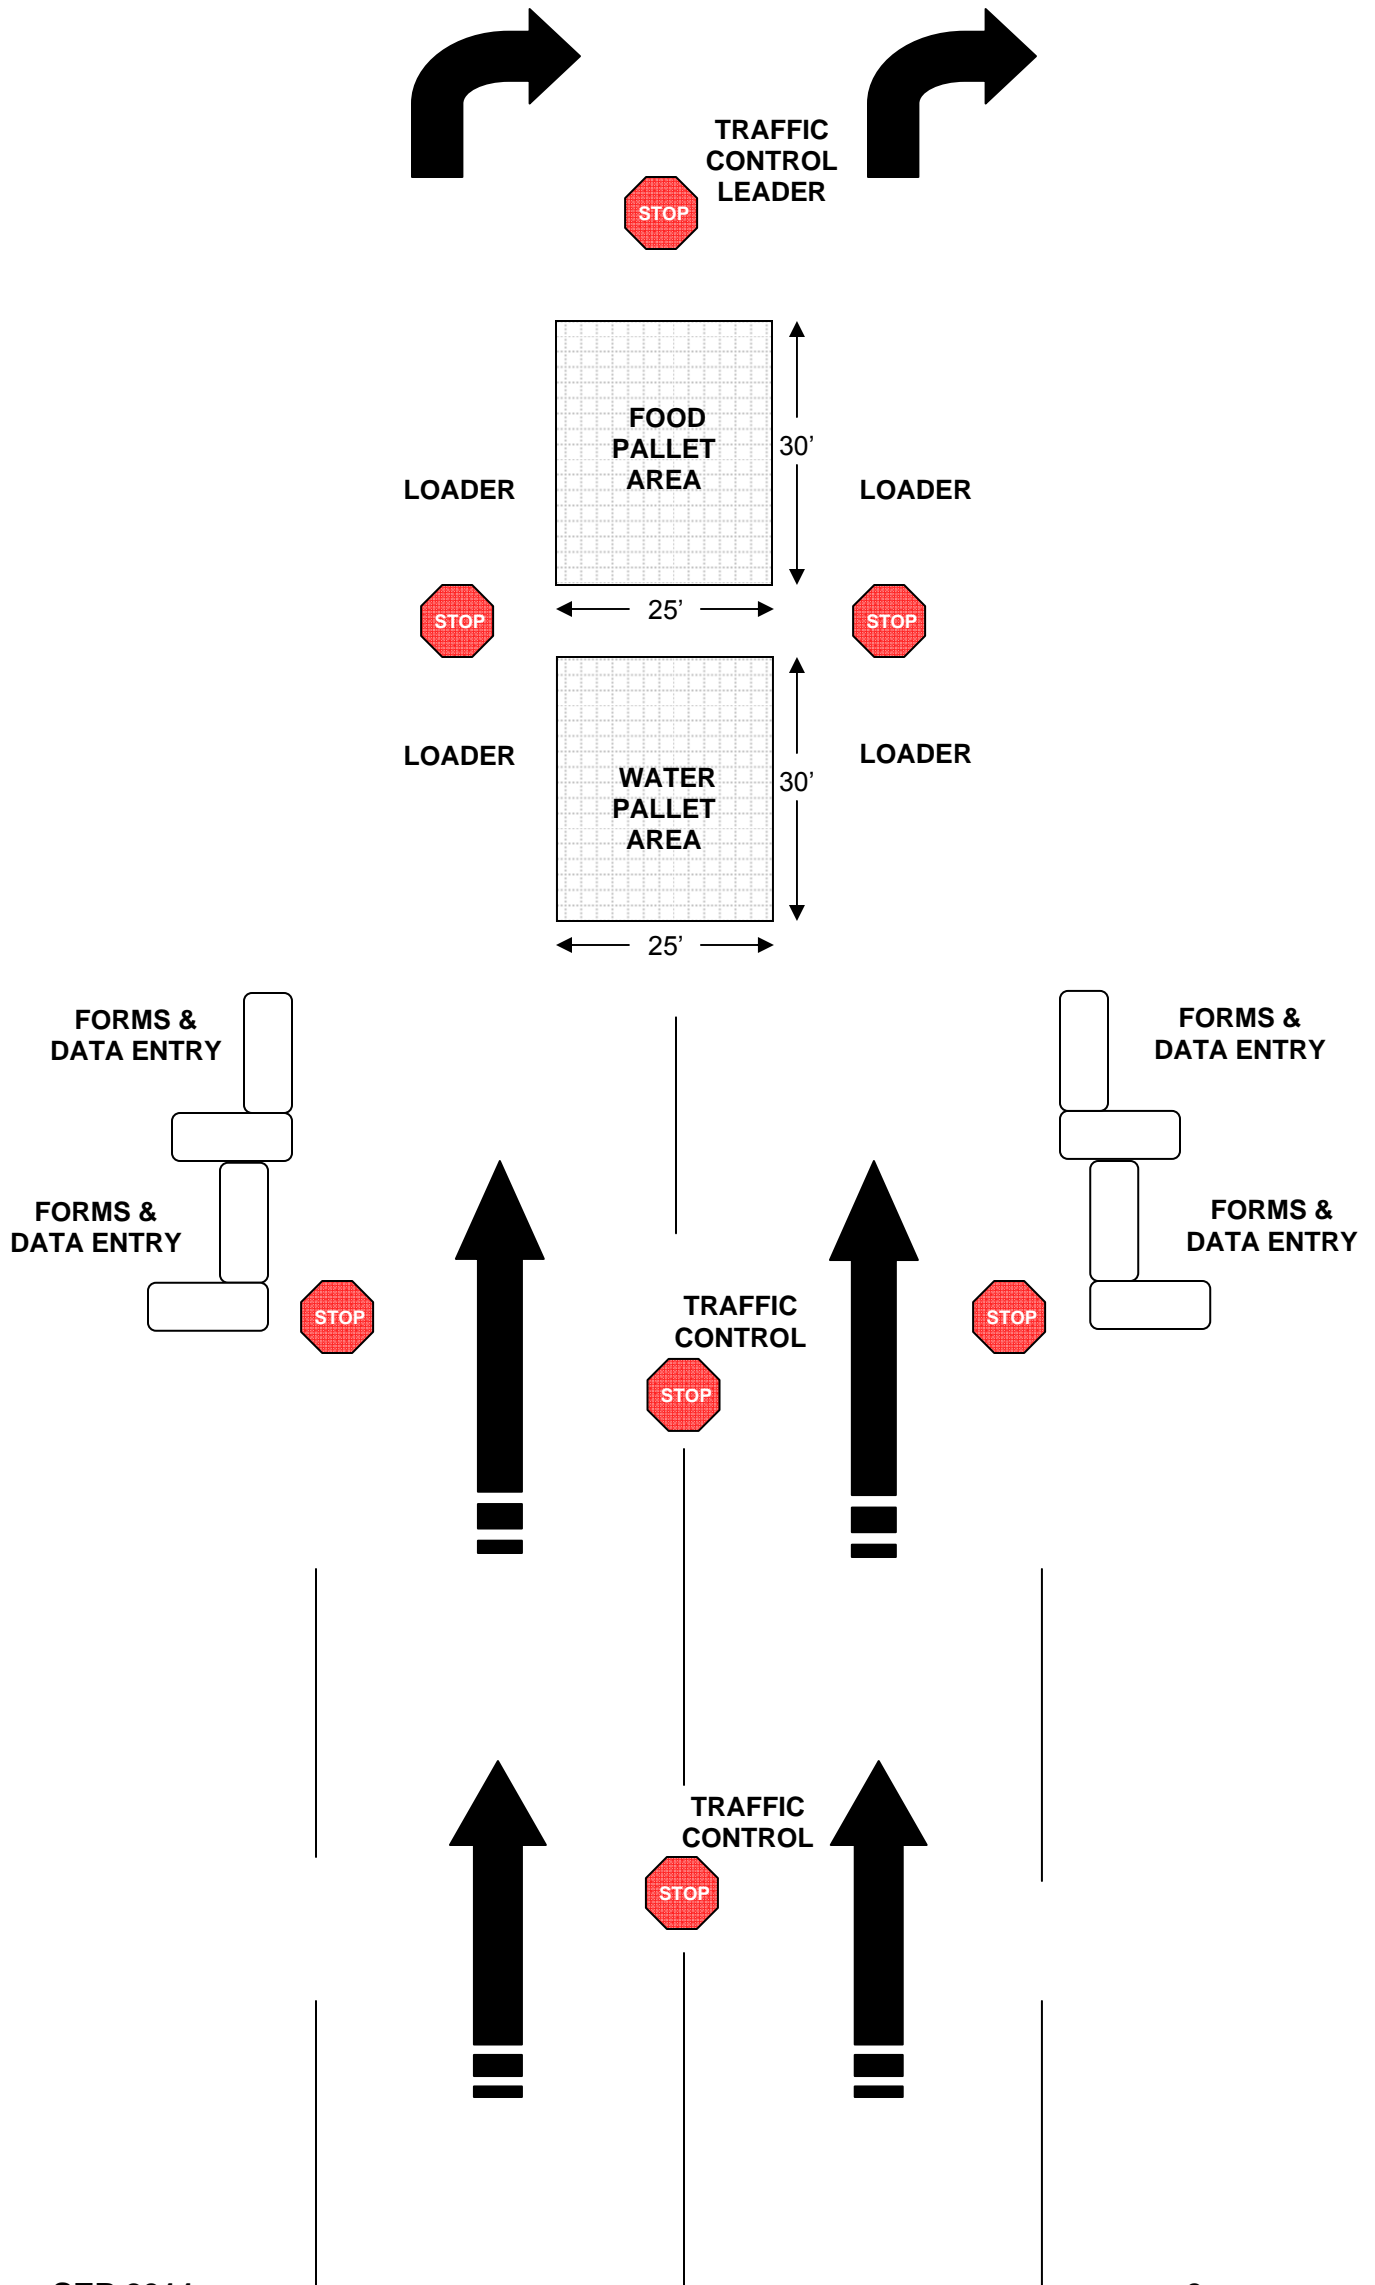 TRAFFIC
CONTROL
LEADER
STOP
FOOD
PALLET
AREA
30’
LOADER
LOADER
25’
STOP
STOP
LOADER
LOADER
WATER
PALLET
AREA
30’
25’
FORMS &
DATA ENTRY
FORMS &
DATA ENTRY
FORMS &
DATA ENTRY
FORMS &
DATA ENTRY
STOP
TRAFFIC
CONTROL
STOP
STOP
TRAFFIC
CONTROL
STOP